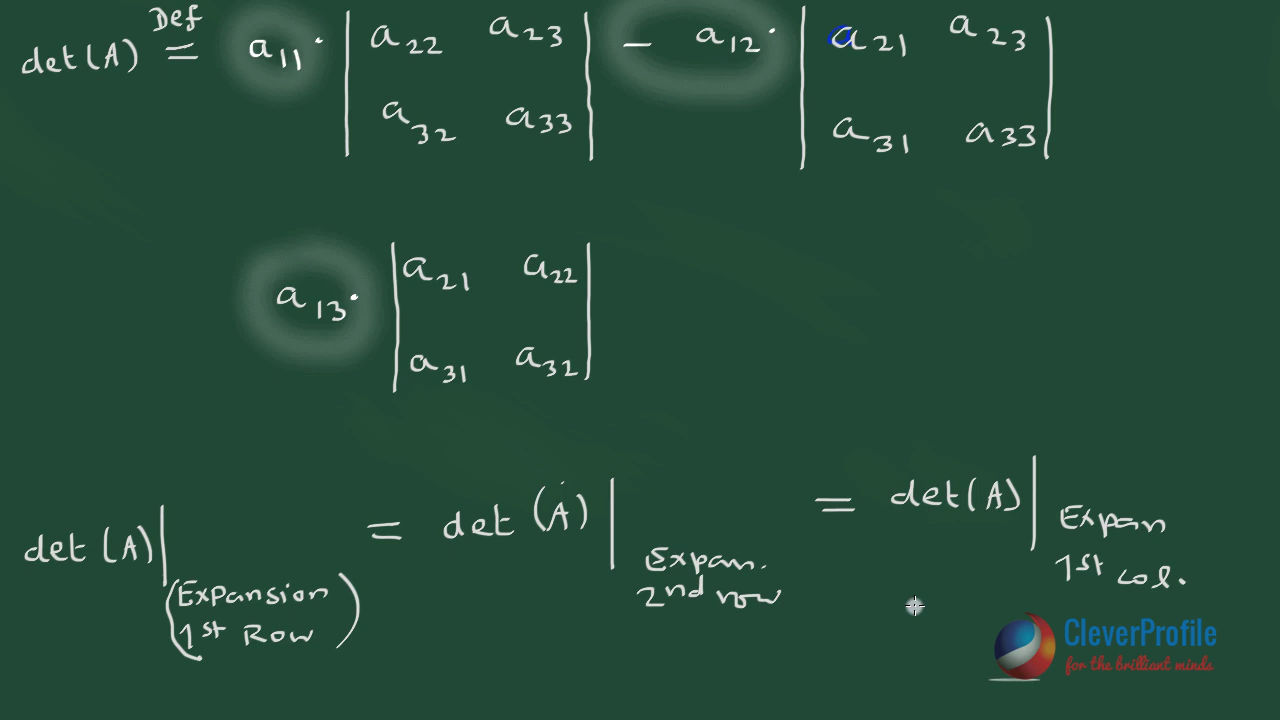 det(A) Def = a11 · | a22 a23 | − a12 · | a21 a23 |
| a32 a33 | | a31 a33 |
a13 · | a21 a22 |
| a31 a32 |
det(A)| = det(A)| = det(A)|
(Expansion 1st Row) Expan. 2nd row Expan 1st col.
CleverProfile
for the brilliant minds